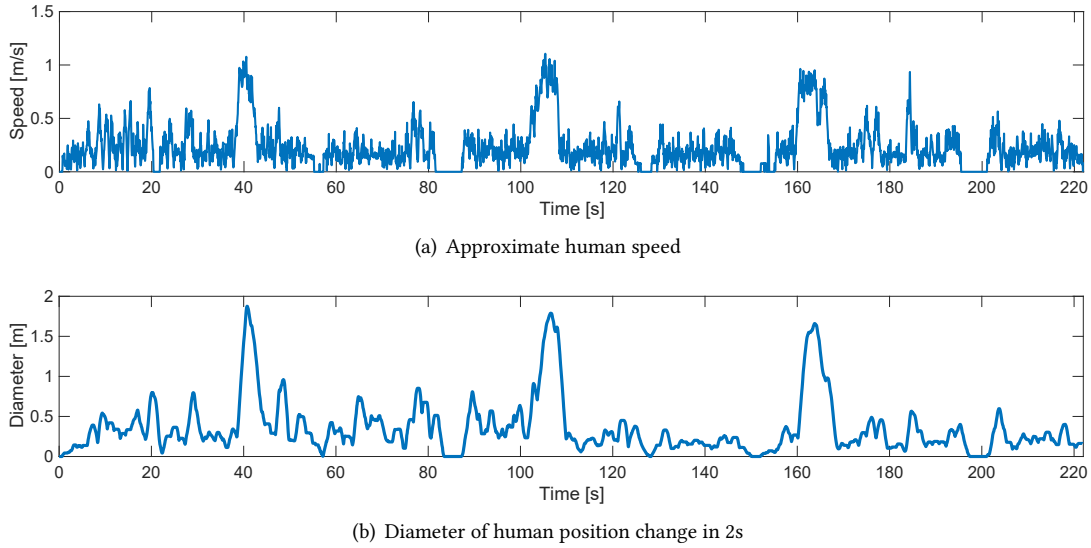 1.5
1
0.5
0
Speed [m/s]
0 20 40 60 80 100 120 140 160 180 200 220
Time [s]
(a) Approximate human speed
2
1.5
1
0.5
0
Diameter [m]
0 20 40 60 80 100 120 140 160 180 200 220
Time [s]
(b) Diameter of human position change in 2s